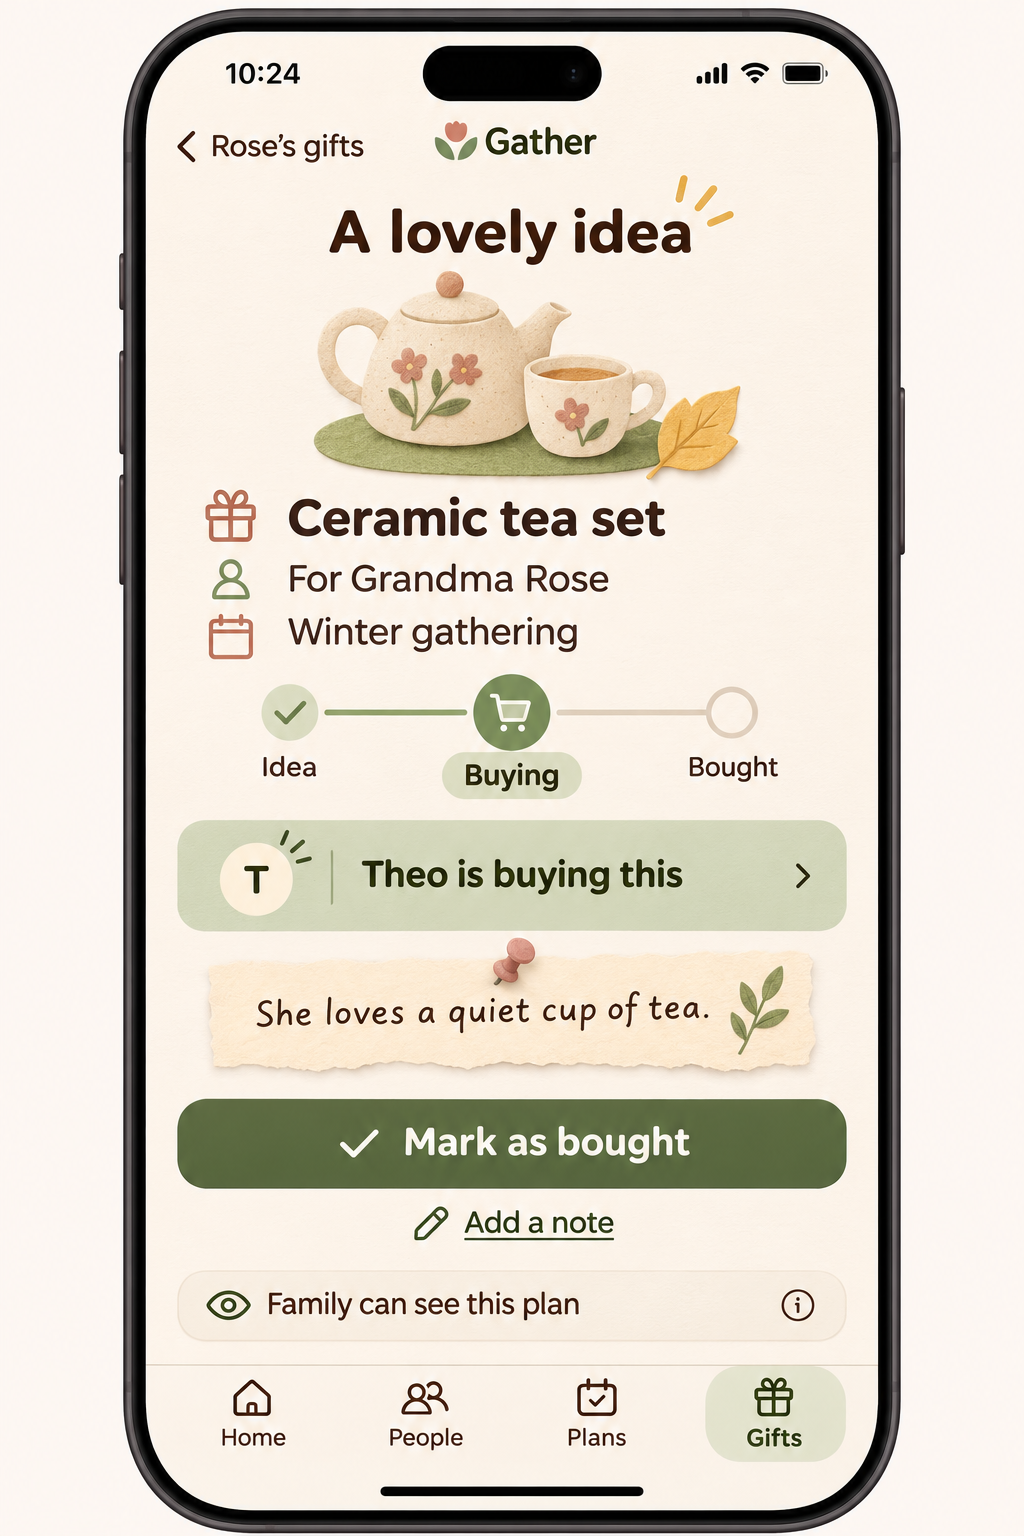 10:24
Rose’s gifts
Gather
A lovely idea
Ceramic tea set
For Grandma Rose
Winter gathering
Idea
Buying
Bought
T
Theo is buying this
She loves a quiet cup of tea.
Mark as bought
Add a note
Family can see this plan
Home
People
Plans
Gifts